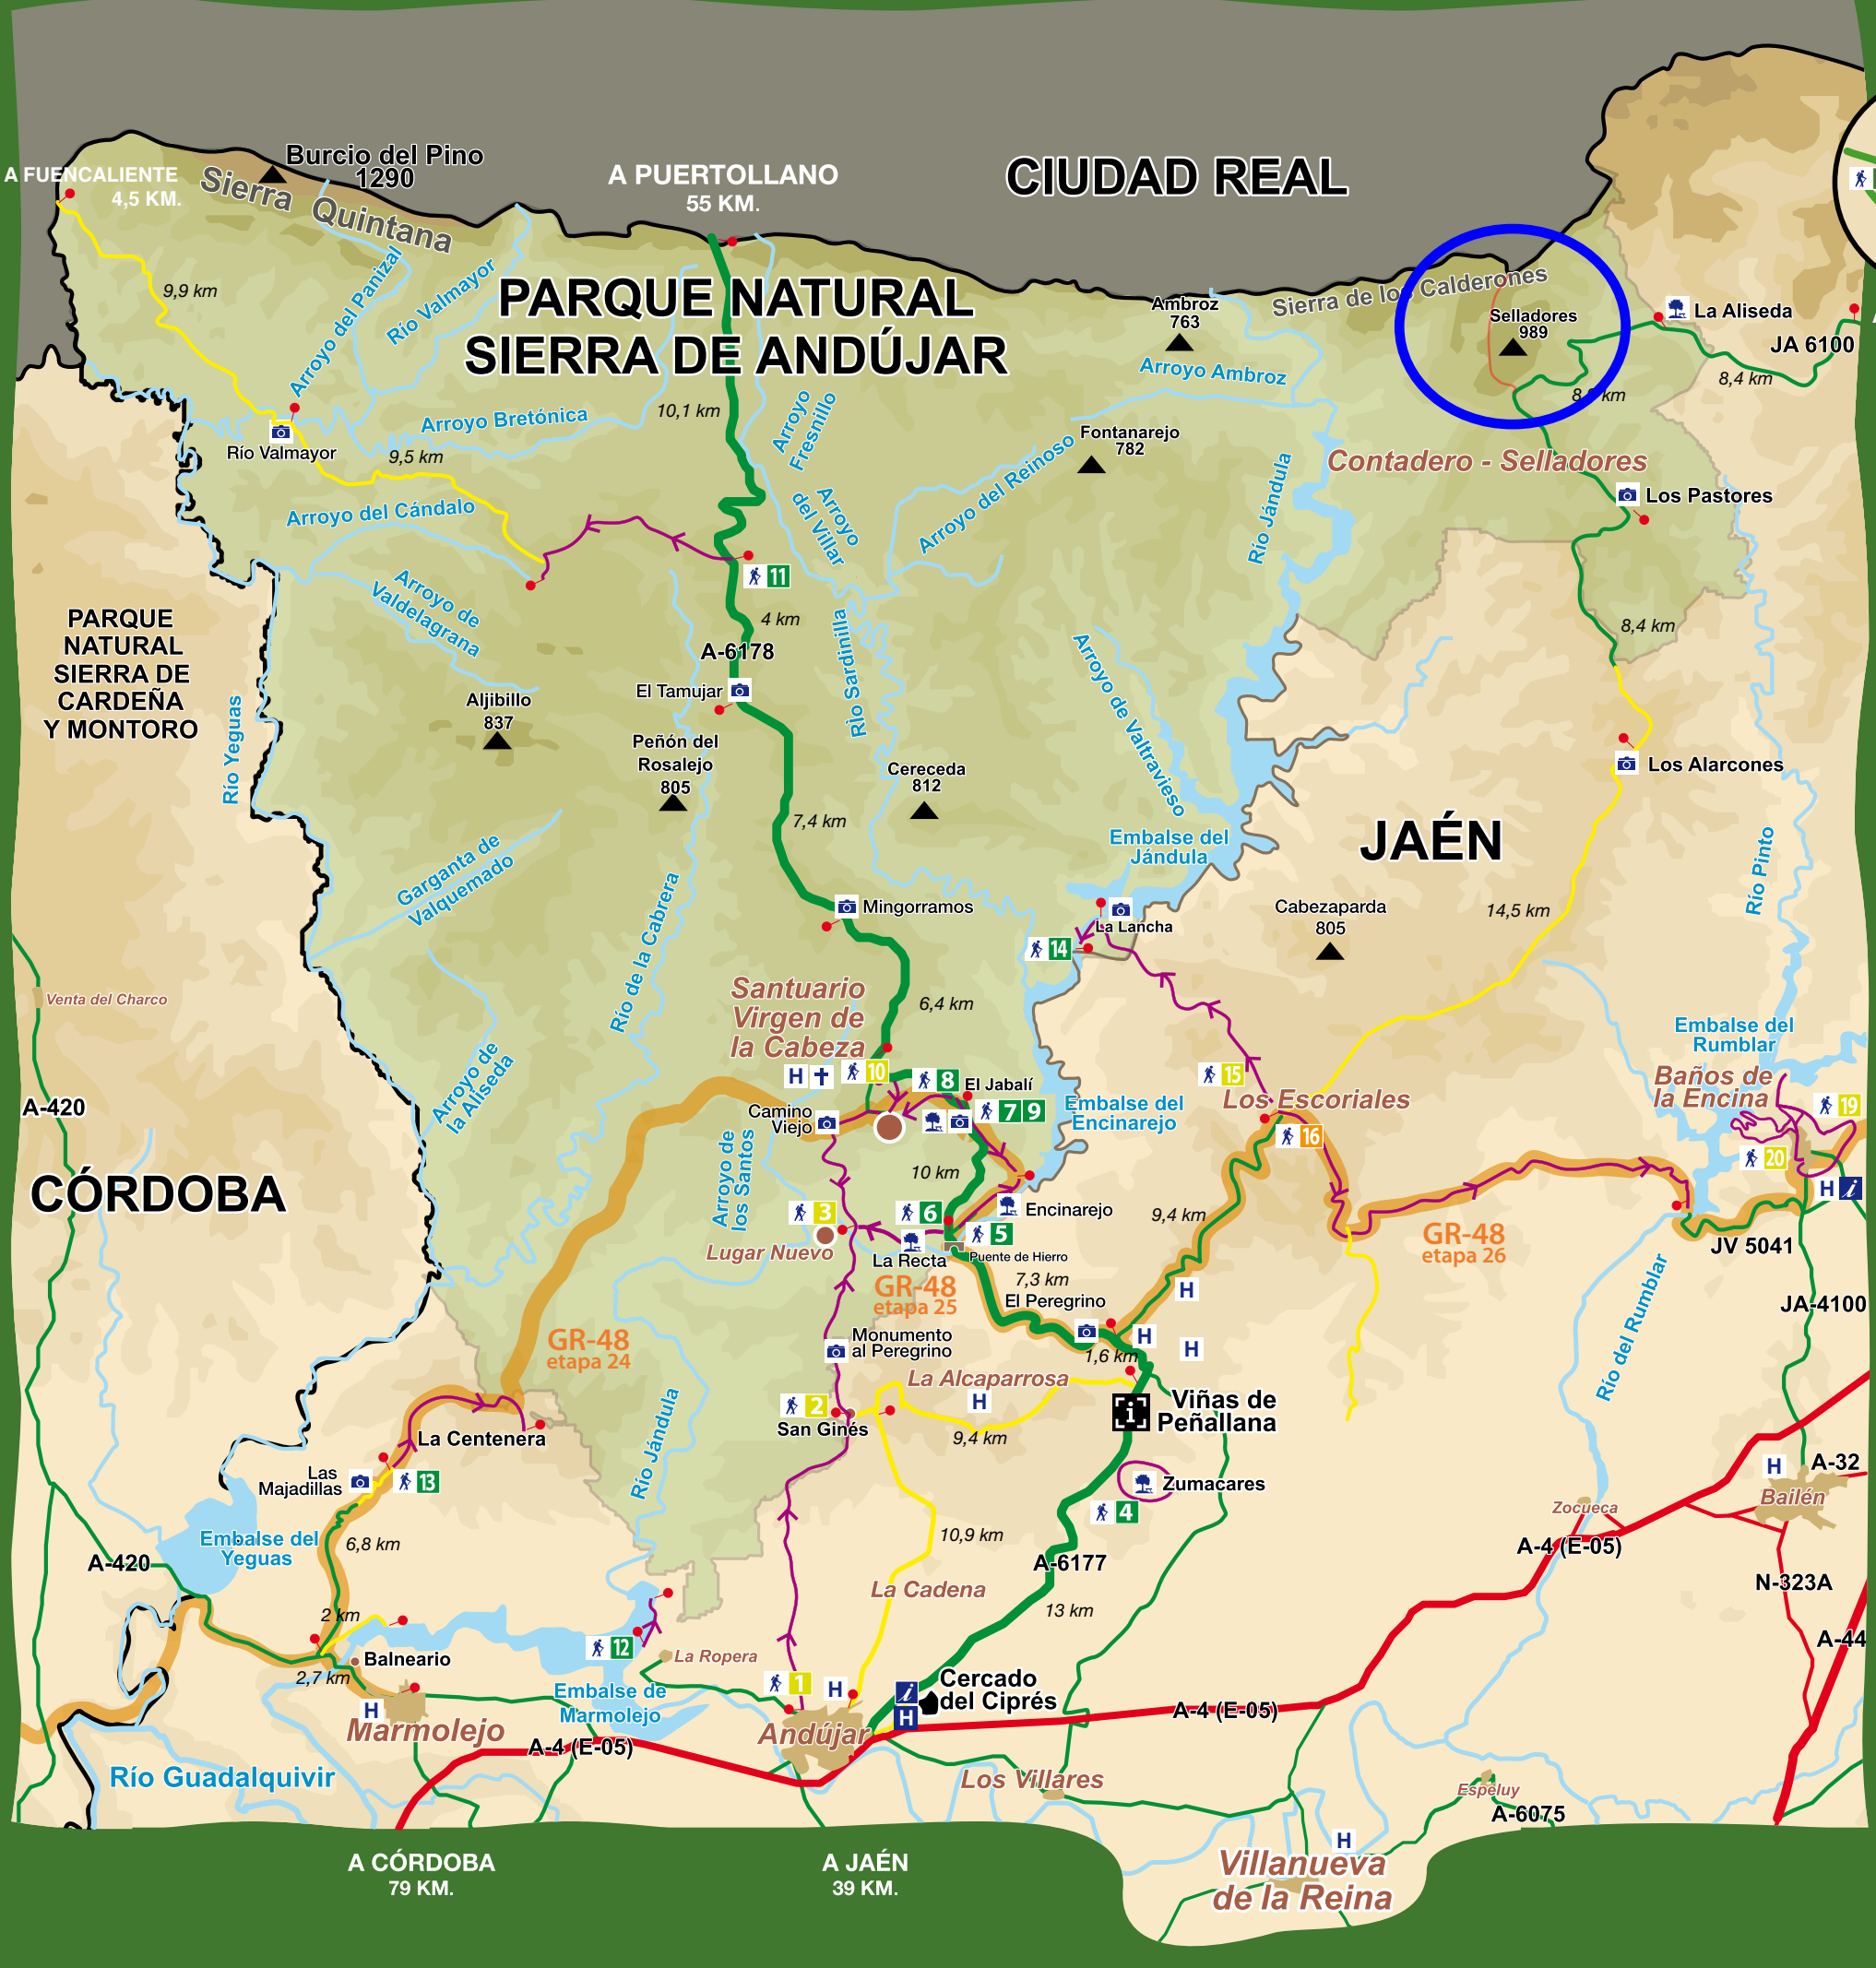 Burcio del Pino
1290
A FUENCALIENTE
4,5 KM.
Sierra Quintana
A PUERTOLLANO
55 KM.
CIUDAD REAL
PARQUE NATURAL
SIERRA DE ANDÚJAR
9,9 km
Arroyo del Panizal
Río Valmayor
Ambroz
763
Sierra de los Calderones
Selladores
989
La Aliseda
JA 6100
8,4 km
Arroyo Ambroz
10,1 km
Arroyo
Fresnillo
Arroyo Bretónica
Río Valmayor
9,5 km
Fontanarejo
782
Arroyo del Reinoso
Río Jándula
Contadero - Selladores
Los Pastores
Arroyo del Cándalo
Arroyo
del Villar
11
Arroyo de
Valdelagrana
4 km
8,4 km
PARQUE
NATURAL
SIERRA DE
CARDEÑA
Y MONTORO
A-6178
Río Sardinilla
Arroyo de Valtravieso
El Tamujar
Aljibillo
837
Río Yeguas
Peñón del
Rosalejo
805
Cereceda
812
Los Alarcones
7,4 km
Embalse del
Jándula
JAÉN
Río Pinto
Garganta de
Valquemado
Río de la Cabrera
Mingorramos
Cabezaparda
805
14,5 km
La Lancha
14
Venta del Charco
Santuario
Virgen de
la Cabeza
6,4 km
Embalse del
Rumblar
Arroyo de
la Aliseda
H
10
8
El Jabalí
15
Baños de
la Encina
A-420
Camino
Viejo
7 9
Embalse del
Encinarejo
Los Escoriales
16
19
20
10 km
Arroyo de
los Santos
H i
CÓRDOBA
3
6
Encinarejo
9,4 km
5
Lugar Nuevo
La Recta
Puente de Hierro
GR-48
etapa 26
JV 5041
GR-48
etapa 25
7,3 km
El Peregrino
H
JA-4100
GR-48
etapa 24
Monumento
al Peregrino
H
H
1,6 km
Río del Rumblar
La Alcaparrosa
H
Viñas de
Peñallana
i
2
San Ginés
9,4 km
Río Jándula
La Centenera
Las
Majadillas
13
Zumacares
4
H
A-32
Bailén
Zocueca
Embalse del
Yeguas
6,8 km
10,9 km
A-6177
A-4 (E-05)
A-420
La Cadena
N-323A
2 km
13 km
12
A-44
Balneario
La Ropera
2,7 km
1
H
i
H
Cercado
del Ciprés
Embalse de
Marmolejo
H
Marmolejo
Andújar
A-4 (E-05)
A-4 (E-05)
Río Guadalquivir
Los Villares
Espeluy
A-6075
H
A CÓRDOBA
79 KM.
A JAÉN
39 KM.
Villanueva
de la Reina